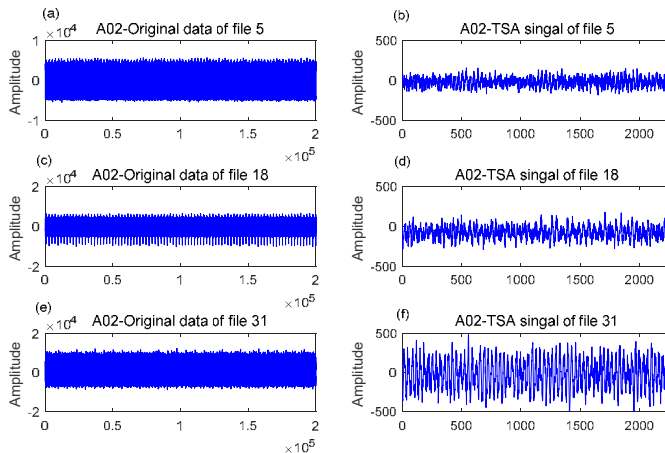 (a)
A02-Original data of file 5
×10^4
Amplitude
1
0
-1
0 0.5 1 1.5 2
×10^5
(b)
A02-TSA singal of file 5
Amplitude
500
0
-500
0 500 1000 1500 2000
(c)
A02-Original data of file 18
×10^4
Amplitude
2
0
-2
0 0.5 1 1.5 2
×10^5
(d)
A02-TSA singal of file 18
Amplitude
500
0
-500
0 500 1000 1500 2000
(e)
A02-Original data of file 31
×10^4
Amplitude
2
0
-2
0 0.5 1 1.5 2
×10^5
(f)
A02-TSA singal of file 31
Amplitude
500
0
-500
0 500 1000 1500 2000